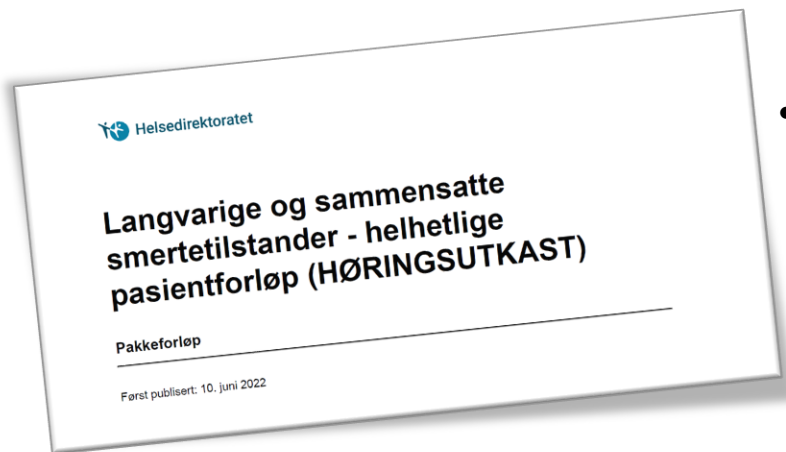 Helsedirektoratet
Langvarige og sammensatte
smertetilstander - helhetlige
pasientforløp (HØRINGSUTKAST)
Pakkeforløp
Først publisert: 10. juni 2022
•